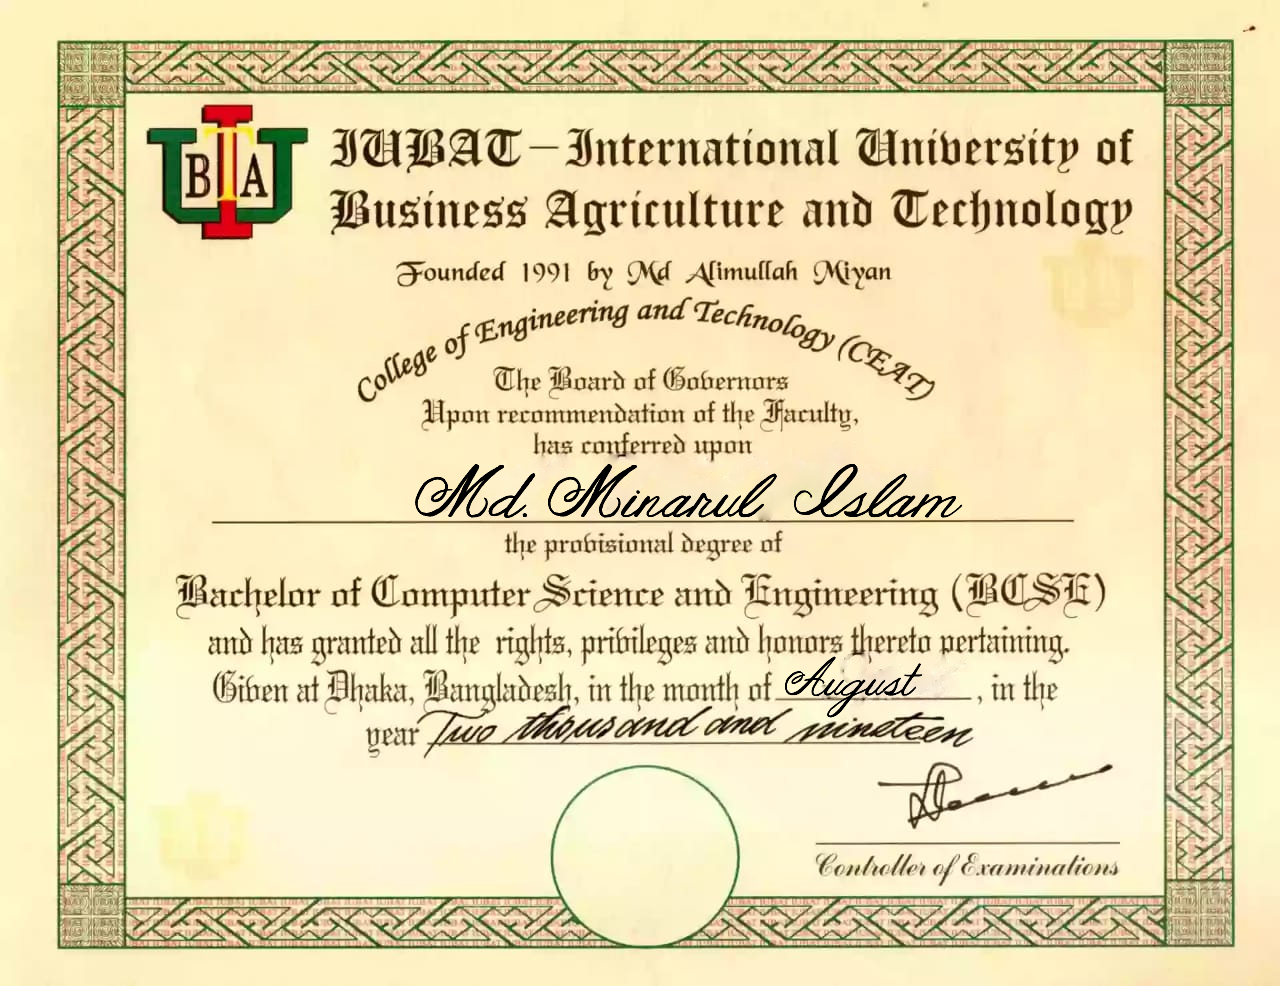 IUBAT
IUBAT – International University of
Business Agriculture and Technology
Founded 1991 by Md Alimullah Miyan
College of Engineering and Technology (CEAT)
The Board of Governors
Upon recommendation of the Faculty,
has conferred upon
Md. Minarul Islam
the provisional degree of
Bachelor of Computer Science and Engineering (BCSE)
and has granted all the rights, privileges and honors thereto pertaining.
Given at Dhaka, Bangladesh, in the month of August, in the
year Two thousand and nineteen
Controller of Examinations